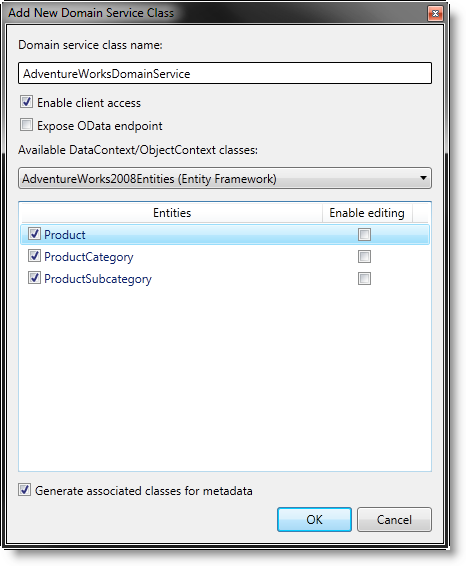 Add New Domain Service Class
Domain service class name:
AdventureWorksDomainService
Enable client access
Expose OData endpoint
Available DataContext/ObjectContext classes:
AdventureWorks2008Entities (Entity Framework)
Entities Enable editing
Product
ProductCategory
ProductSubcategory
Generate associated classes for metadata
OK Cancel